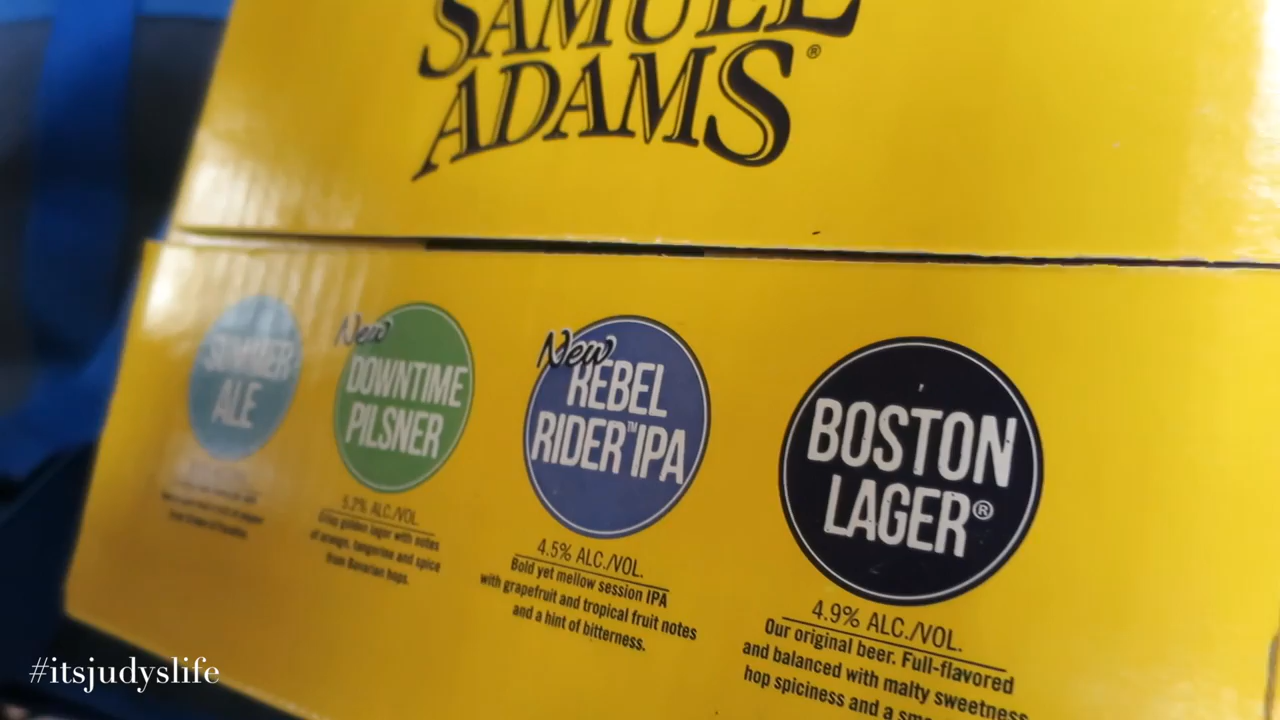 SAMUEL
ADAMS®
SUMMER
ALE
New
DOWNTIME
PILSNER
5.2% ALC./VOL.
Crisp golden lager with notes
of orange, tangerine and spice
from Bavarian hops.
New
REBEL
RIDER™ IPA
4.5% ALC./VOL.
Bold yet mellow session IPA
with grapefruit and tropical fruit notes
and a hint of bitterness.
BOSTON
LAGER®
4.9% ALC./VOL.
Our original beer. Full-flavored
and balanced with malty sweetness
hop spiciness and a
#itsjudyslife